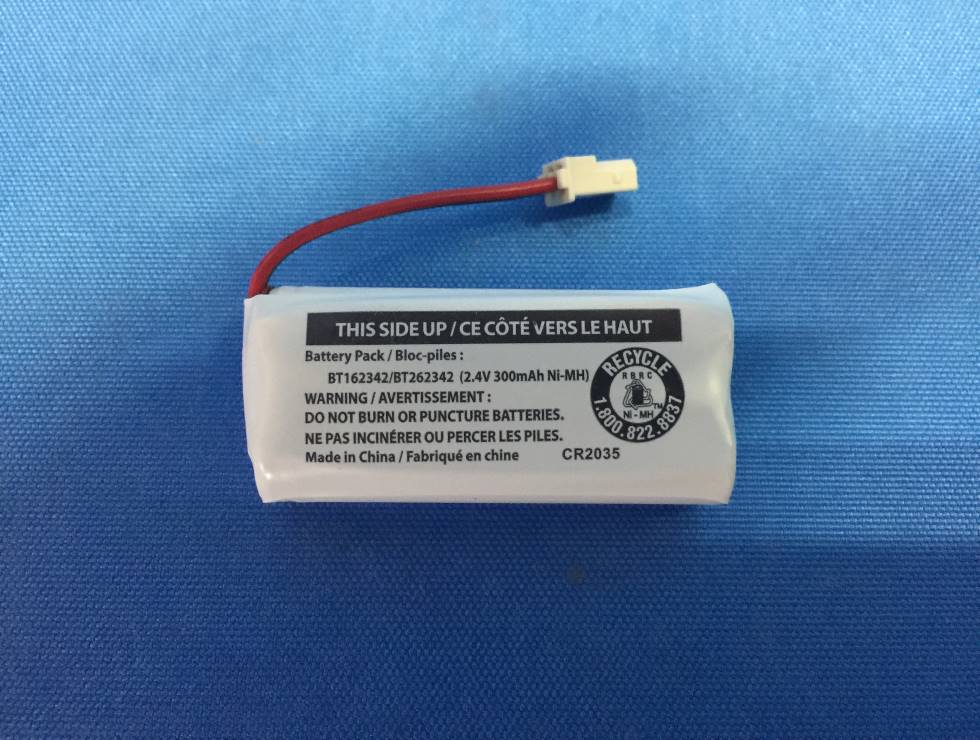 THIS SIDE UP / CE CÔTÉ VERS LE HAUT
Battery Pack / Bloc-piles :
BT162342/BT262342 (2.4V 300mAh Ni-MH)
WARNING / AVERTISSEMENT :
DO NOT BURN OR PUNCTURE BATTERIES.
NE PAS INCINÉRER OU PERCER LES PILES.
Made in China / Fabriqué en chine
CR2035
RECYCLE
RBRC
Ni-MH
TM
1.800.822.8837